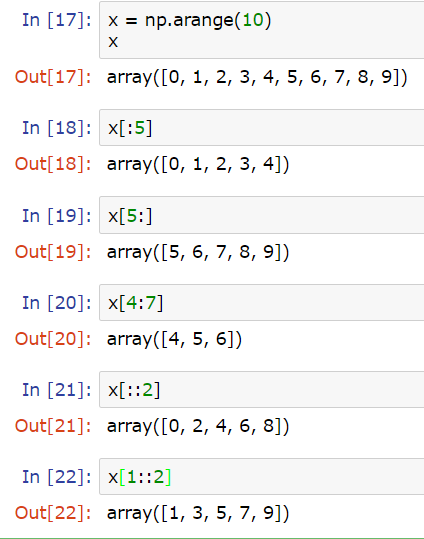 In [17]: x = np.arange(10)
x
Out[17]: array([0, 1, 2, 3, 4, 5, 6, 7, 8, 9])
In [18]: x[:5]
Out[18]: array([0, 1, 2, 3, 4])
In [19]: x[5:]
Out[19]: array([5, 6, 7, 8, 9])
In [20]: x[4:7]
Out[20]: array([4, 5, 6])
In [21]: x[::2]
Out[21]: array([0, 2, 4, 6, 8])
In [22]: x[1::2]
Out[22]: array([1, 3, 5, 7, 9])